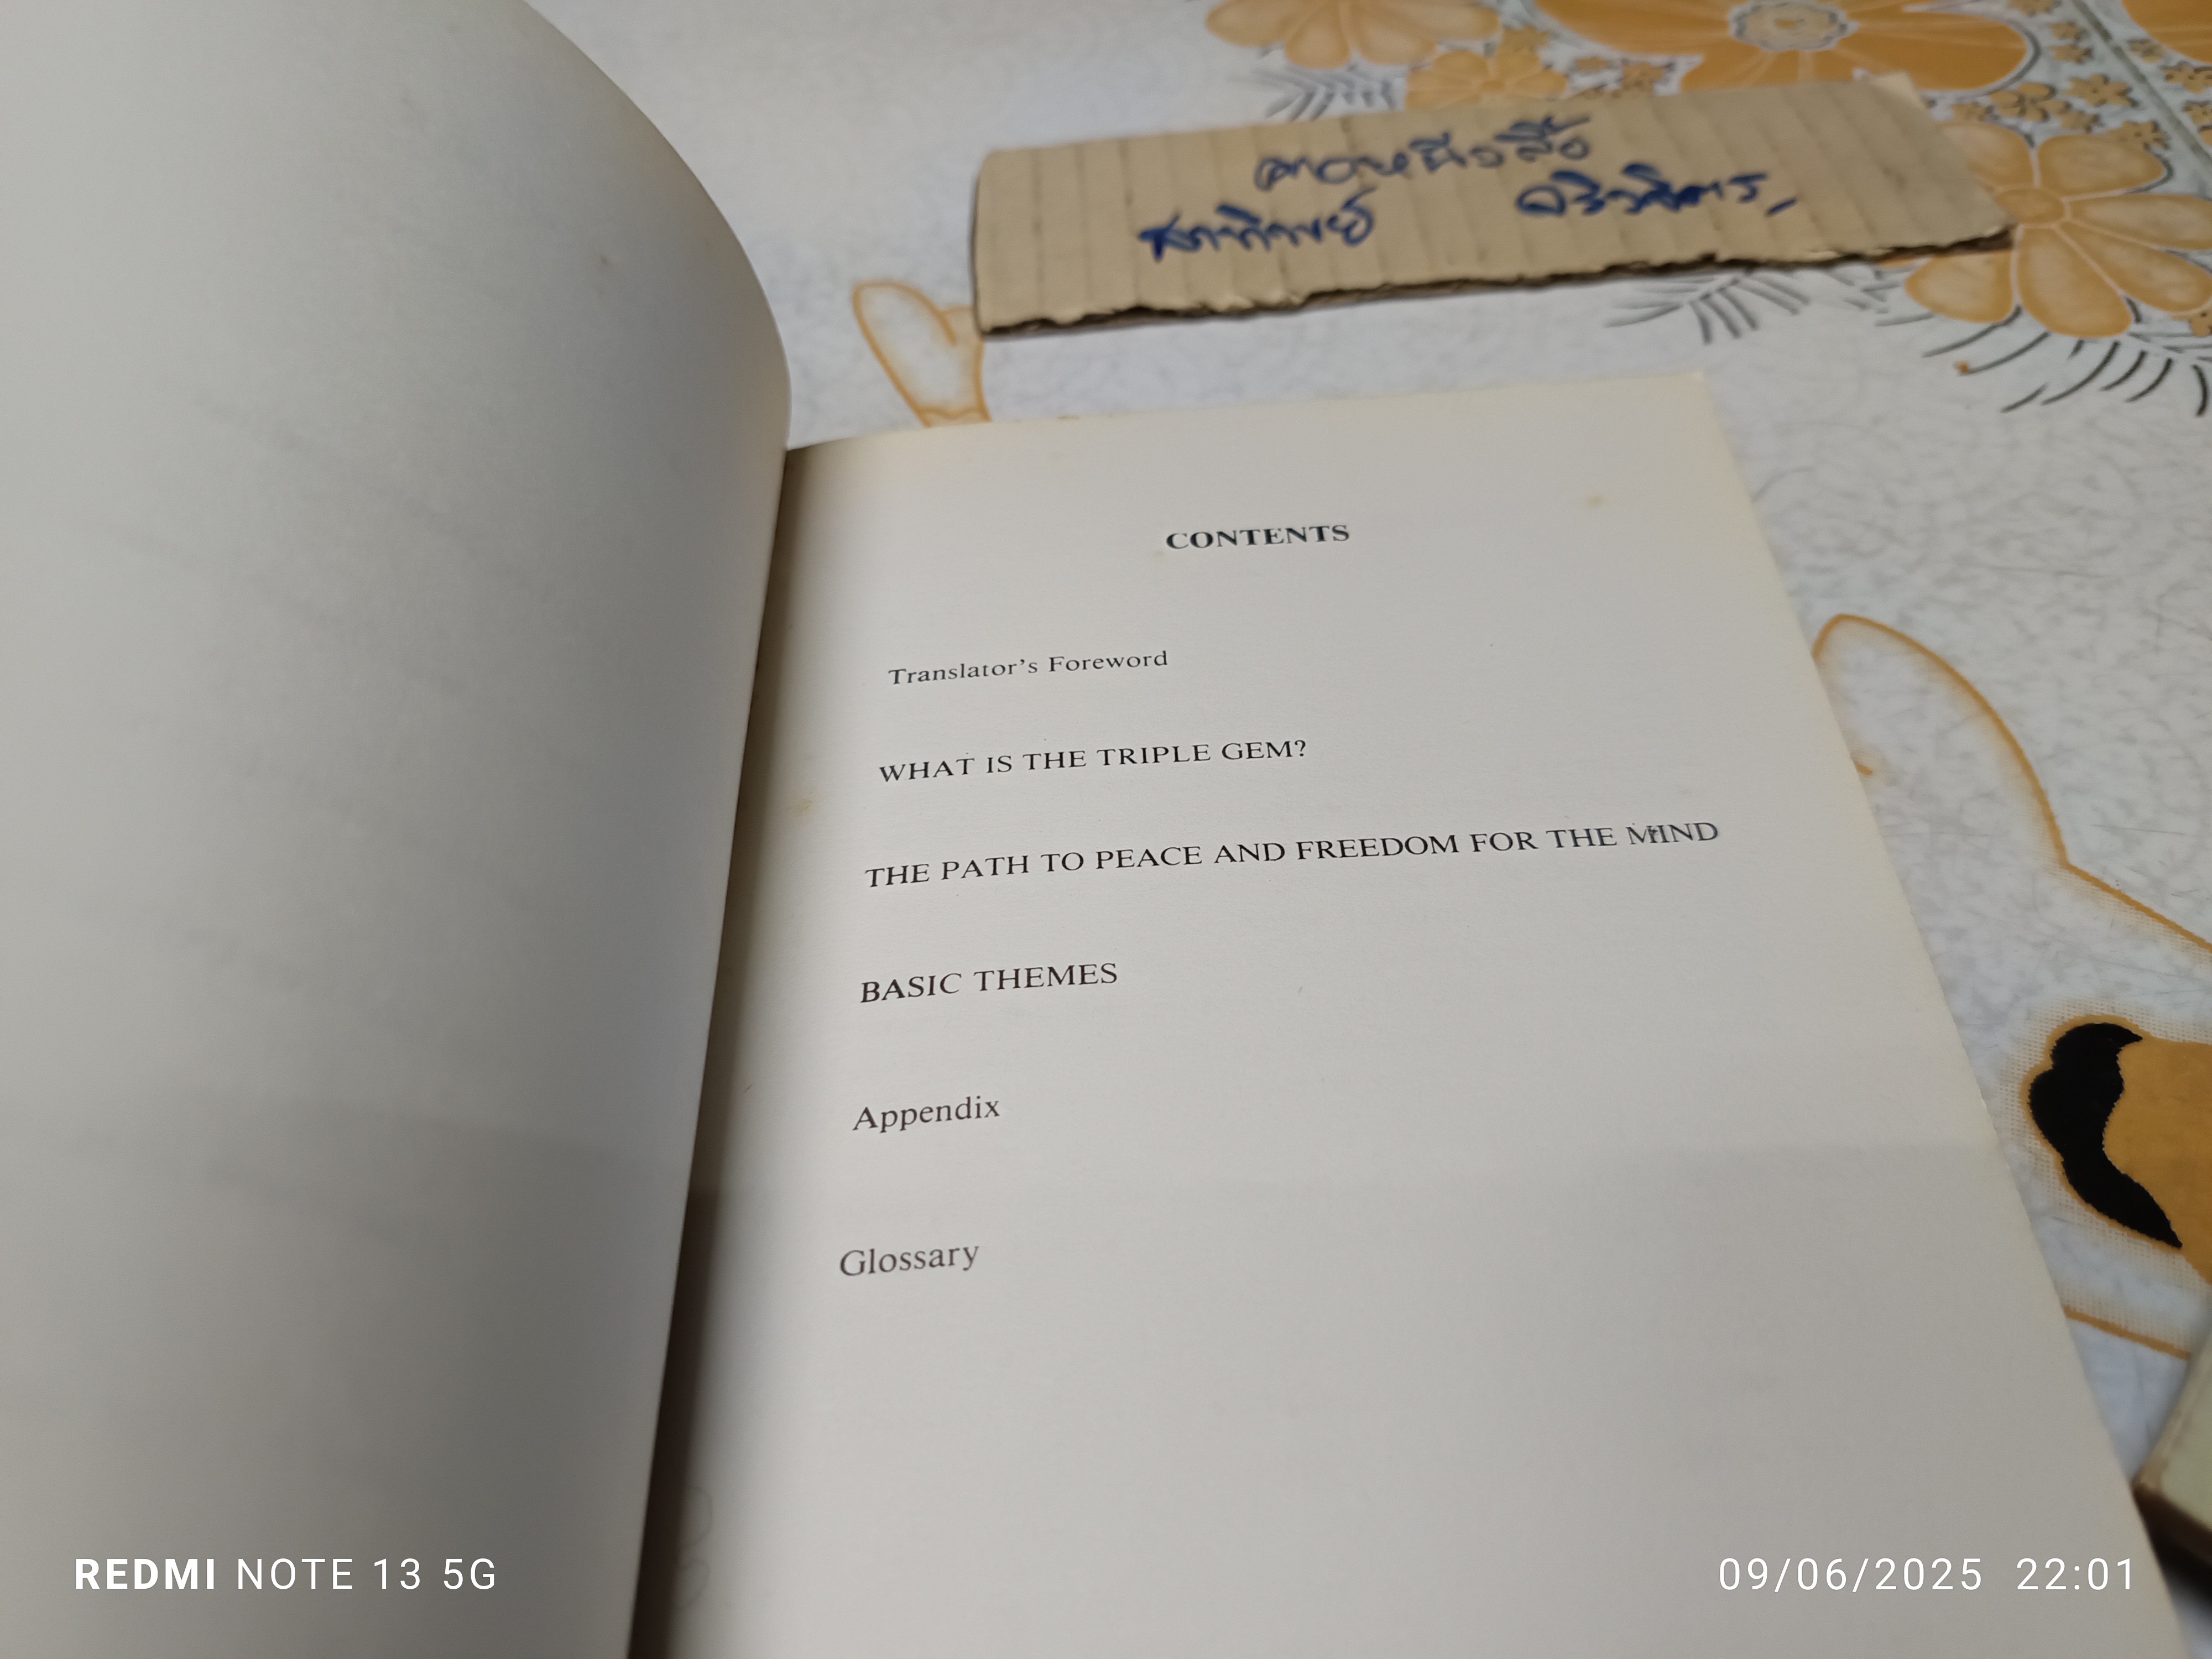 CONTENTS
Translator's Foreword
WHAT IS THE TRIPLE GEM?
THE PATH TO PEACE AND FREEDOM FOR THE MIND
BASIC THEMES
Appendix
Glossary
REDMI NOTE 13 5G
09/06/2025 22:01